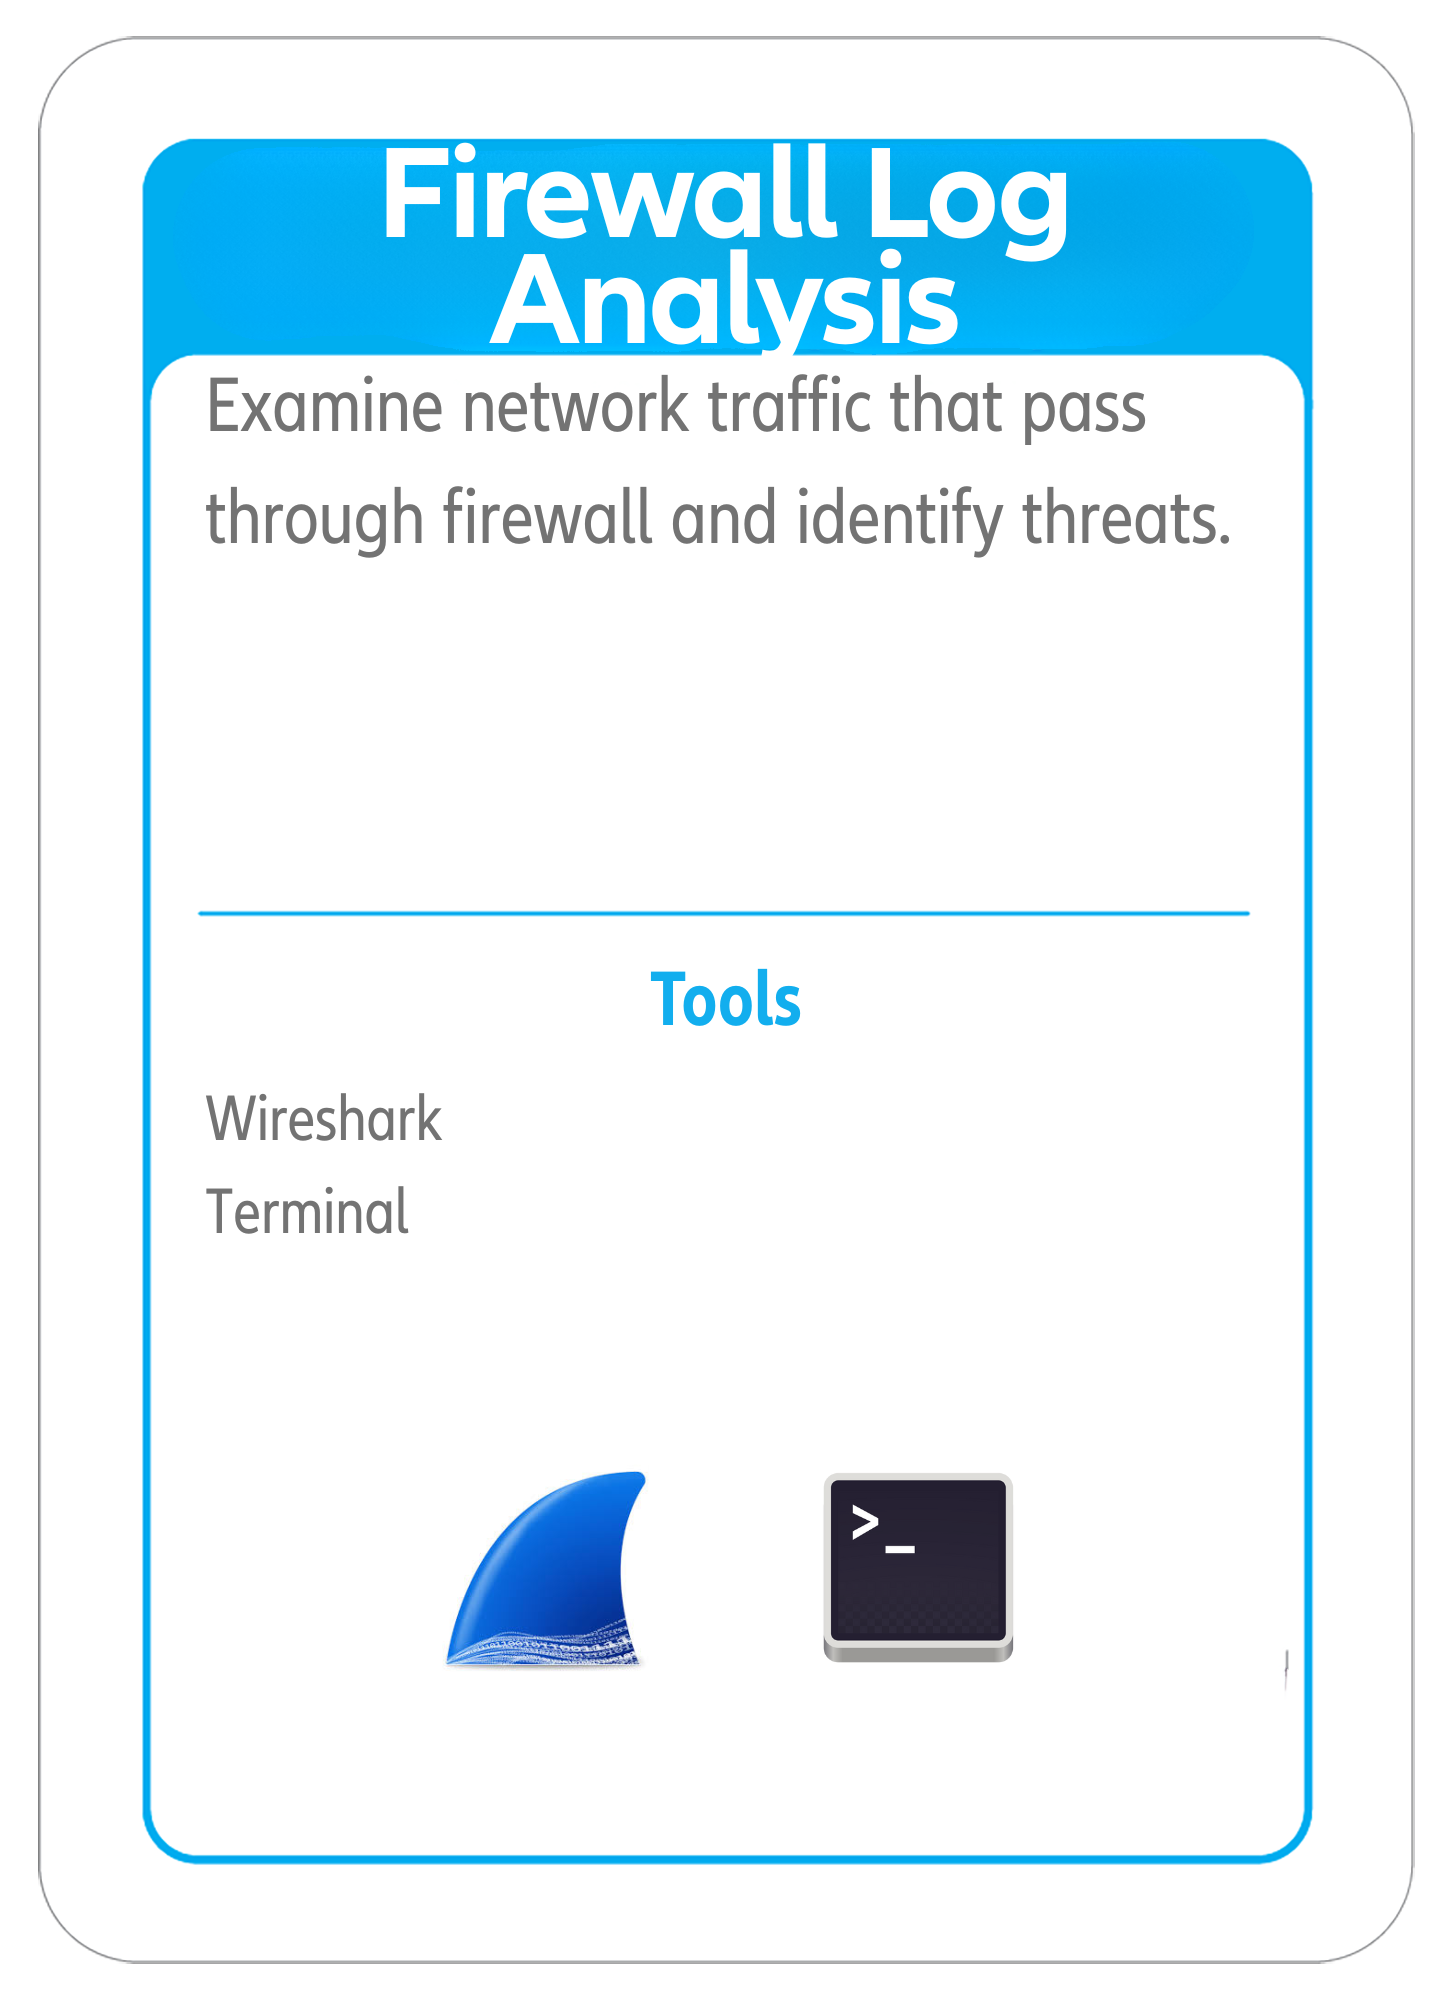 Firewall Log
Analysis
Examine network traffic that pass
through firewall and identify threats.
Tools
Wireshark
Terminal
>_